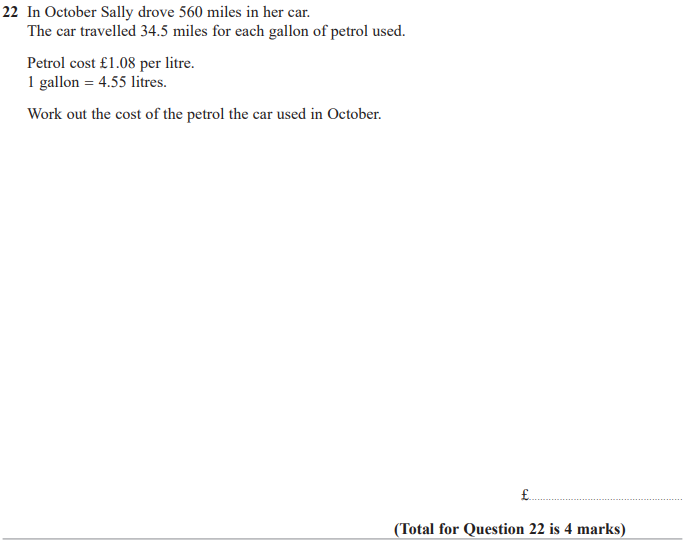 22 In October Sally drove 560 miles in her car.
The car travelled 34.5 miles for each gallon of petrol used.
Petrol cost £1.08 per litre.
1 gallon = 4.55 litres.
Work out the cost of the petrol the car used in October.
£
(Total for Question 22 is 4 marks)